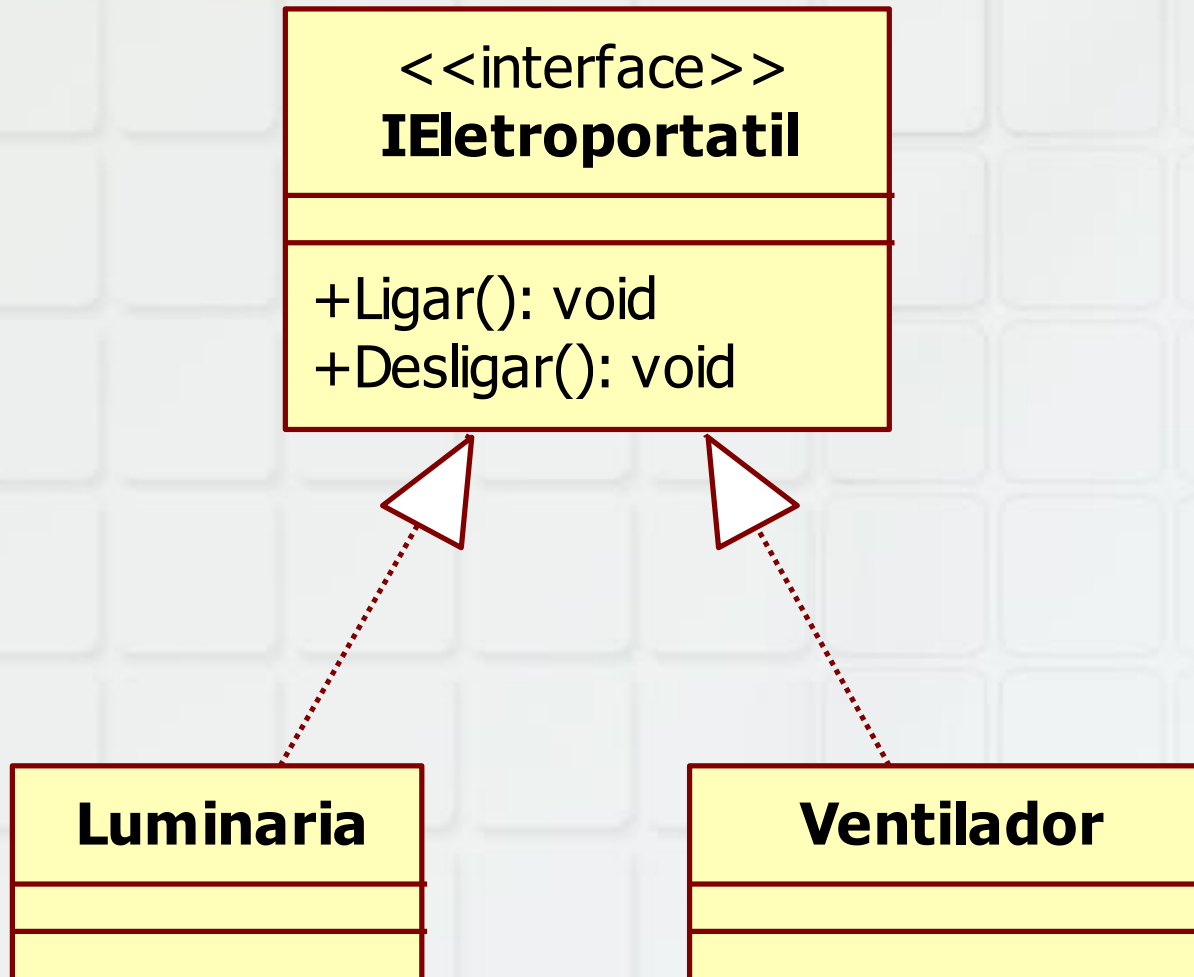 <<interface>>
IEletroportatil
+Ligar(): void
+Desligar(): void
Luminaria
Ventilador